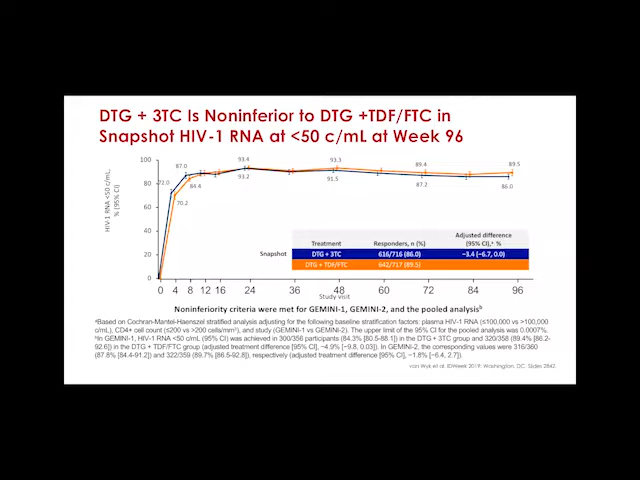 DTG + 3TC Is Noninferior to DTG +TDF/FTC in
Snapshot HIV-1 RNA at <50 c/mL at Week 96
HIV-1 RNA <50 c/mL,
% (95% CI)
100
80
60
40
20
0
72.0
87.0
70.2
84.4
93.4
93.2
93.3
91.5
89.4
87.2
89.5
86.0
Snapshot
Treatment Responders, n (%) Adjusted difference
(95% CI),ᵃ %
DTG + 3TC 616/716 (86.0) −3.4 (−6.7, 0.0)
DTG + TDF/FTC 642/717 (89.5)
0 4 8 12 16 24 36 48 60 72 84 96
Study visit
Noninferiority criteria were met for GEMINI-1, GEMINI-2, and the pooled analysisᵇ
ᵃBased on Cochran-Mantel-Haenszel stratified analysis adjusting for the following baseline stratification factors: plasma HIV-1 RNA (≤100,000 vs >100,000
c/mL), CD4+ cell count (≤200 vs >200 cells/mm³), and study (GEMINI-1 vs GEMINI-2). The upper limit of the 95% CI for the pooled analysis was 0.0007%.
ᵇIn GEMINI-1, HIV-1 RNA <50 c/mL (95% CI) was achieved in 300/356 participants (84.3% [80.5-88.1]) in the DTG + 3TC group and 320/358 (89.4% [86.2-
92.6]) in the DTG + TDF/FTC group (adjusted treatment difference [95% CI], −4.9% [−9.8, 0.03]). In GEMINI-2, the corresponding values were 316/360
(87.8% [84.4-91.2]) and 322/359 (89.7% [86.5-92.8]), respectively (adjusted treatment difference [95% CI], −1.8% [−6.4, 2.7]).
van Wyk et al. IDWeek 2019; Washington, DC. Slides 2842.